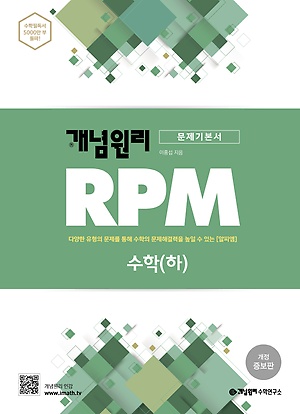 수학필독서
5000만 부
돌파!
개념원리
문제기본서
이홍섭 지음
RPM
다양한 유형의 문제를 통해 수학의 문제해결력을 높일 수 있는 [알피엠]
수학(하)
개정
증보판
개념원리 인강
www.imath.tv
개념원리 수학연구소